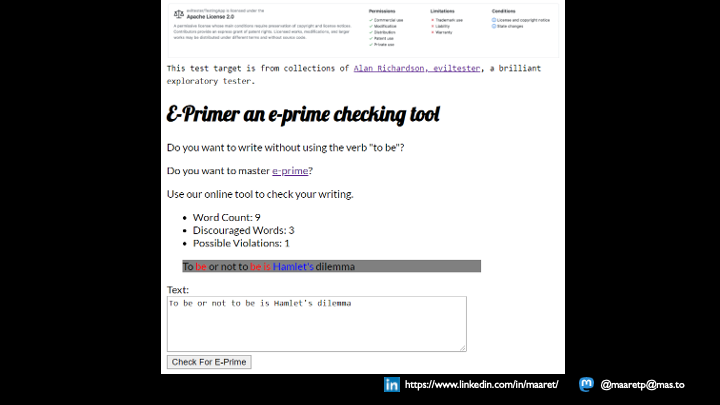 eviltester/TestingApp is licensed under the
Apache License 2.0
A permissive license whose main conditions require preservation of copyright and license notices.
Contributors provide an express grant of patent rights. Licensed works, modifications, and larger
works may be distributed under different terms and without source code.
Permissions
Commercial use
Modification
Distribution
Patent use
Private use
Limitations
Trademark use
Liability
Warranty
Conditions
License and copyright notice
State changes
This test target is from collections of Alan Richardson, eviltester, a brilliant
exploratory tester.
E-Primer an e-prime checking tool
Do you want to write without using the verb "to be"?
Do you want to master e-prime?
Use our online tool to check your writing.
Word Count: 9
Discouraged Words: 3
Possible Violations: 1
To be or not to be is Hamlet's dilemma
Text:
To be or not to be is Hamlet's dilemma
Check For E-Prime
in https://www.linkedin.com/in/maaret/
@maaretp@mas.to